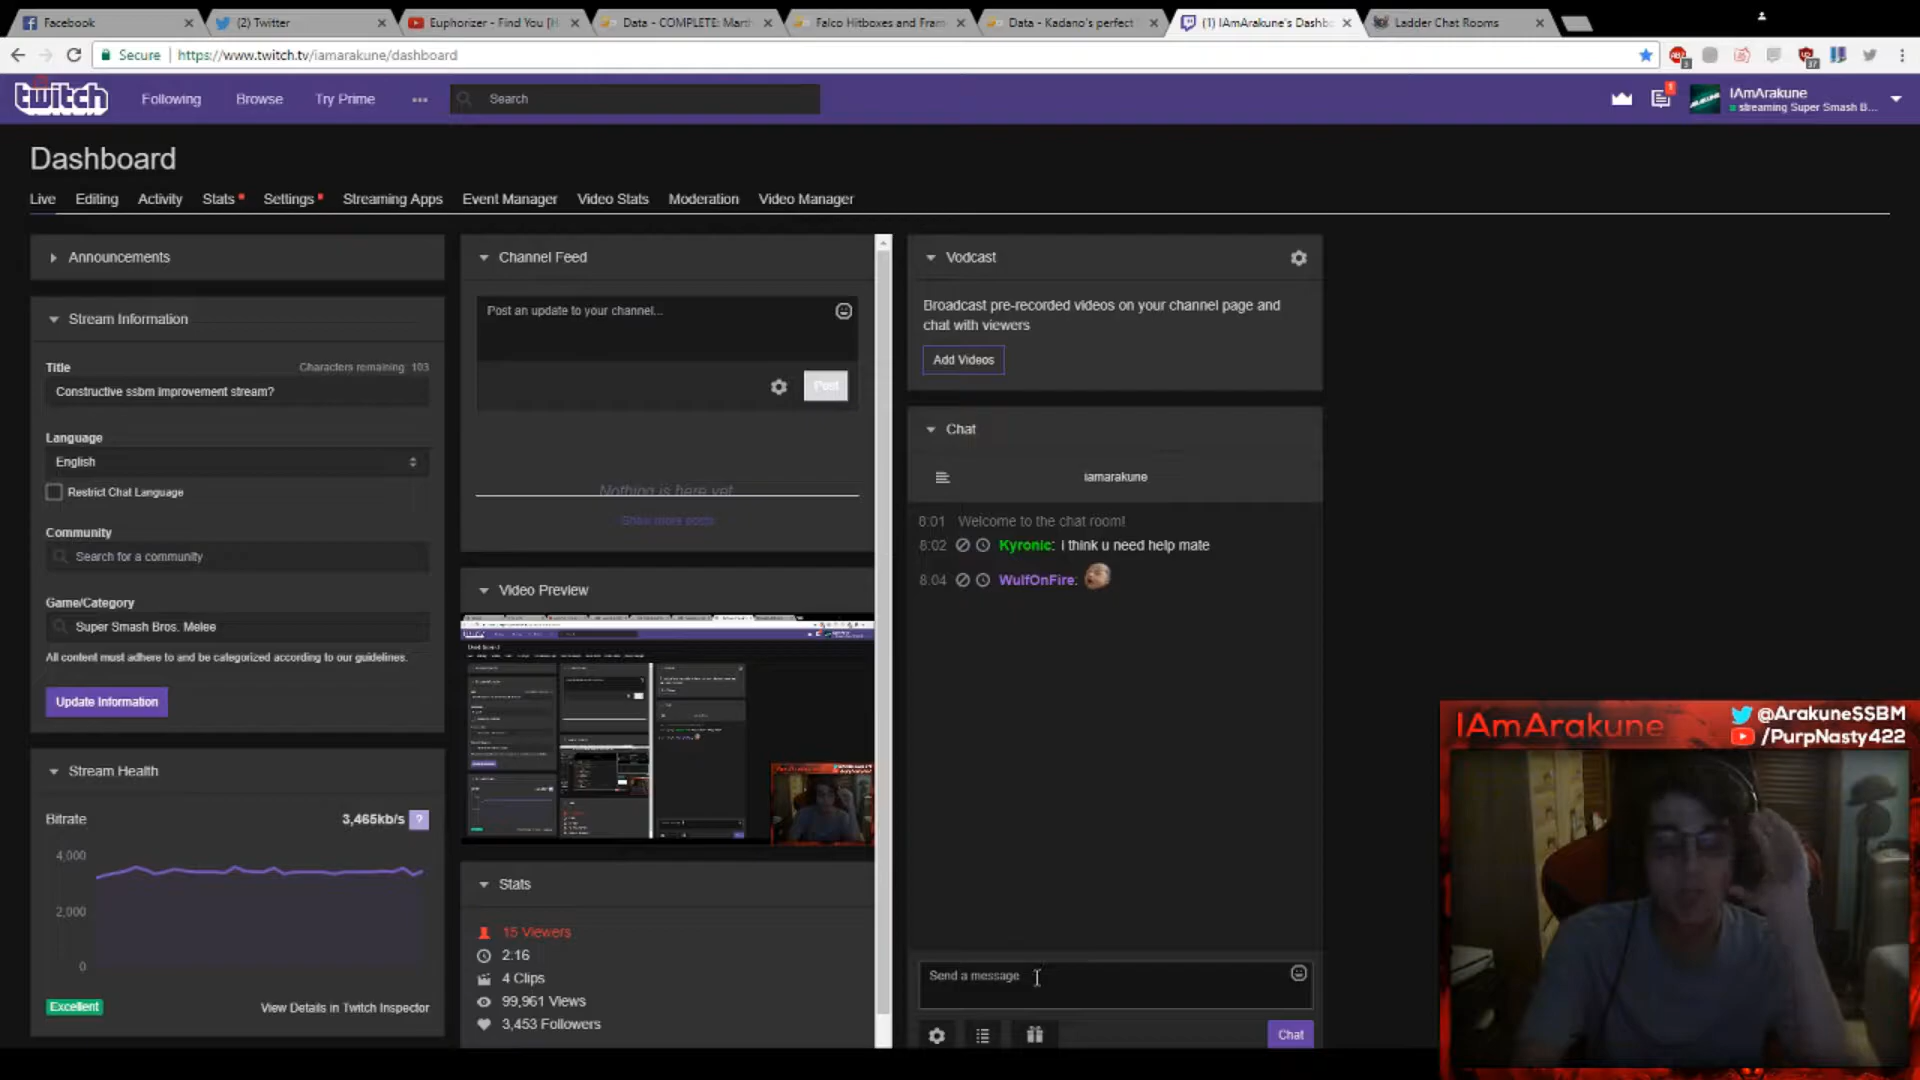 Facebook
(2) Twitter
Euphorizer - Find You [H
Data - COMPLETE: Marth
Falco Hitboxes and Fram
Data - Kadano's perfect
(1) IAmArakune's Dashbo
Ladder Chat Rooms
Secure
https://www.twitch.tv/iamarakune/dashboard
twitch
Following
Browse
Try Prime
Search
1
IAmArakune
streaming Super Smash B...
Dashboard
Live
Editing
Activity
Stats
Settings
Streaming Apps
Event Manager
Video Stats
Moderation
Video Manager
Announcements
Stream Information
Title
Characters remaining: 103
Constructive ssbm improvement stream?
Language
English
Restrict Chat Language
Community
Search for a community
Game/Category
Super Smash Bros. Melee
All content must adhere to and be categorized according to our guidelines.
Update Information
Stream Health
Bitrate
3,465kb/s
?
4,000
2,000
0
Excellent
View Details in Twitch Inspector
Channel Feed
Post an update to your channel...
Post
Nothing is here yet
Show more posts
Video Preview
Stats
15 Viewers
2:16
4 Clips
99,961 Views
3,453 Followers
Vodcast
Broadcast pre-recorded videos on your channel page and
chat with viewers
Add Videos
Chat
iamarakune
8:01 Welcome to the chat room!
8:02 Kyronic: i think u need help mate
8:04 WulfOnFire:
Send a message
Chat
IAmArakune
@ArakuneSSBM
/PurpNasty422